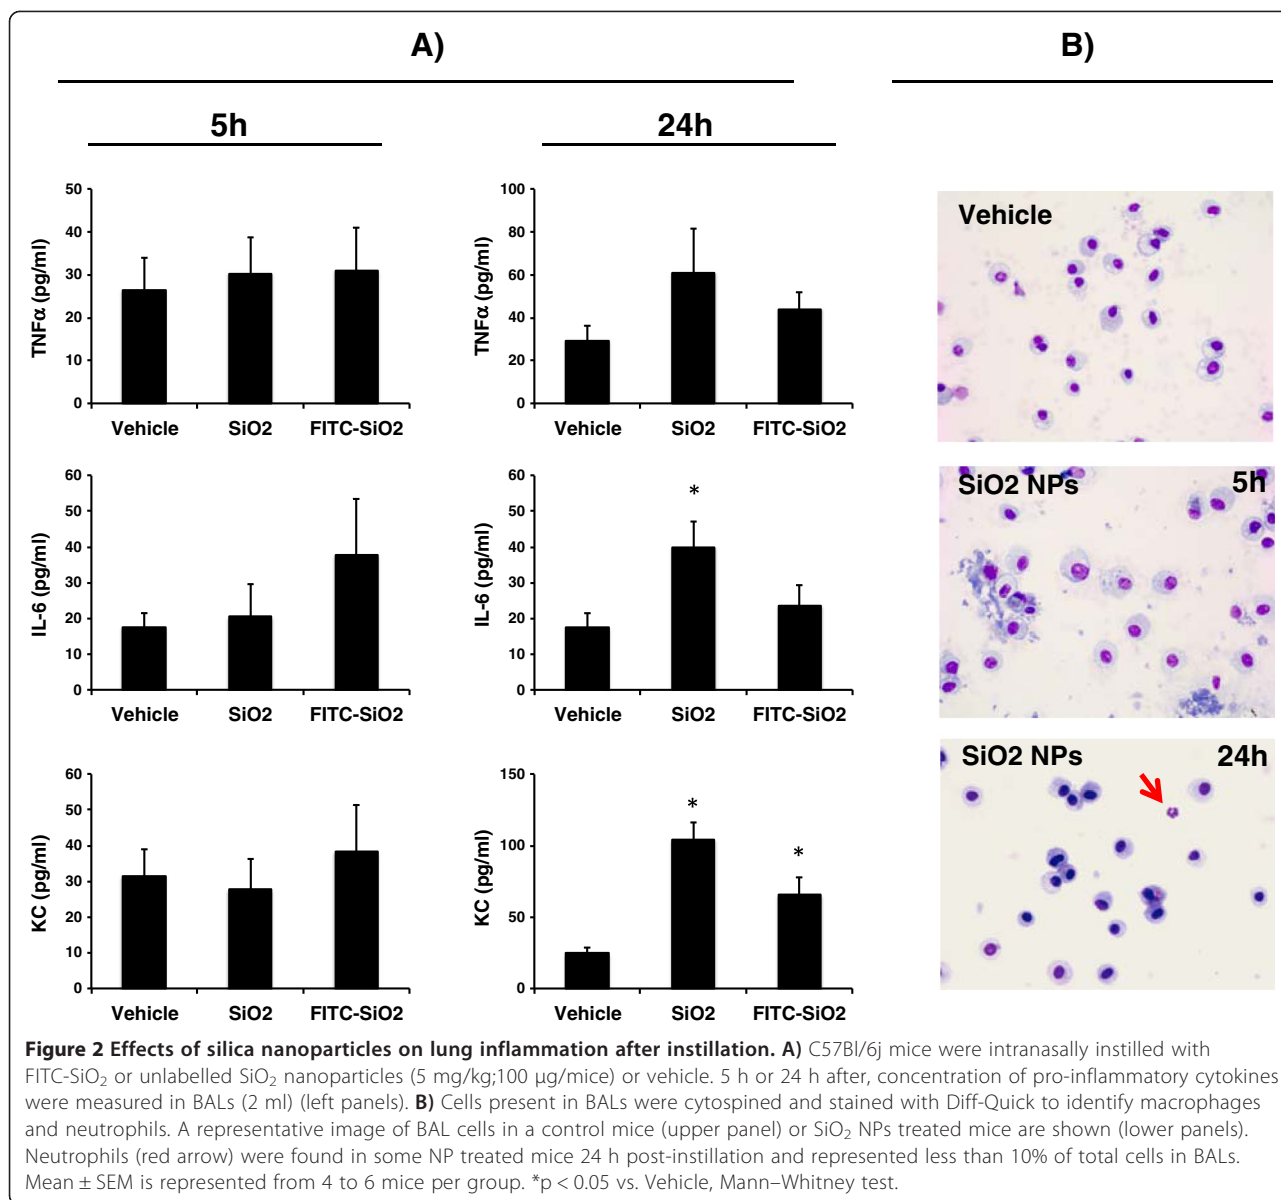 A)
B)
5h
24h
50
40
30
20
10
0
TNFα (pg/ml)
Vehicle SiO2 FITC-SiO2
100
80
60
40
20
0
TNFα (pg/ml)
Vehicle SiO2 FITC-SiO2
Vehicle
60
50
40
30
20
10
0
IL-6 (pg/ml)
Vehicle SiO2 FITC-SiO2
60
50
40
30
20
10
0
IL-6 (pg/ml)
*
Vehicle SiO2 FITC-SiO2
SiO2 NPs 5h
60
50
40
30
20
10
0
KC (pg/ml)
Vehicle SiO2 FITC-SiO2
150
100
50
0
KC (pg/ml)
*
*
Vehicle SiO2 FITC-SiO2
SiO2 NPs 24h
Figure 2 Effects of silica nanoparticles on lung inflammation after instillation. A) C57Bl/6j mice were intranasally instilled with
FITC-SiO₂ or unlabelled SiO₂ nanoparticles (5 mg/kg;100 μg/mice) or vehicle. 5 h or 24 h after, concentration of pro-inflammatory cytokines
were measured in BALs (2 ml) (left panels). B) Cells present in BALs were cytospined and stained with Diff-Quick to identify macrophages
and neutrophils. A representative image of BAL cells in a control mice (upper panel) or SiO₂ NPs treated mice are shown (lower panels).
Neutrophils (red arrow) were found in some NP treated mice 24 h post-instillation and represented less than 10% of total cells in BALs.
Mean ± SEM is represented from 4 to 6 mice per group. *p < 0.05 vs. Vehicle, Mann–Whitney test.